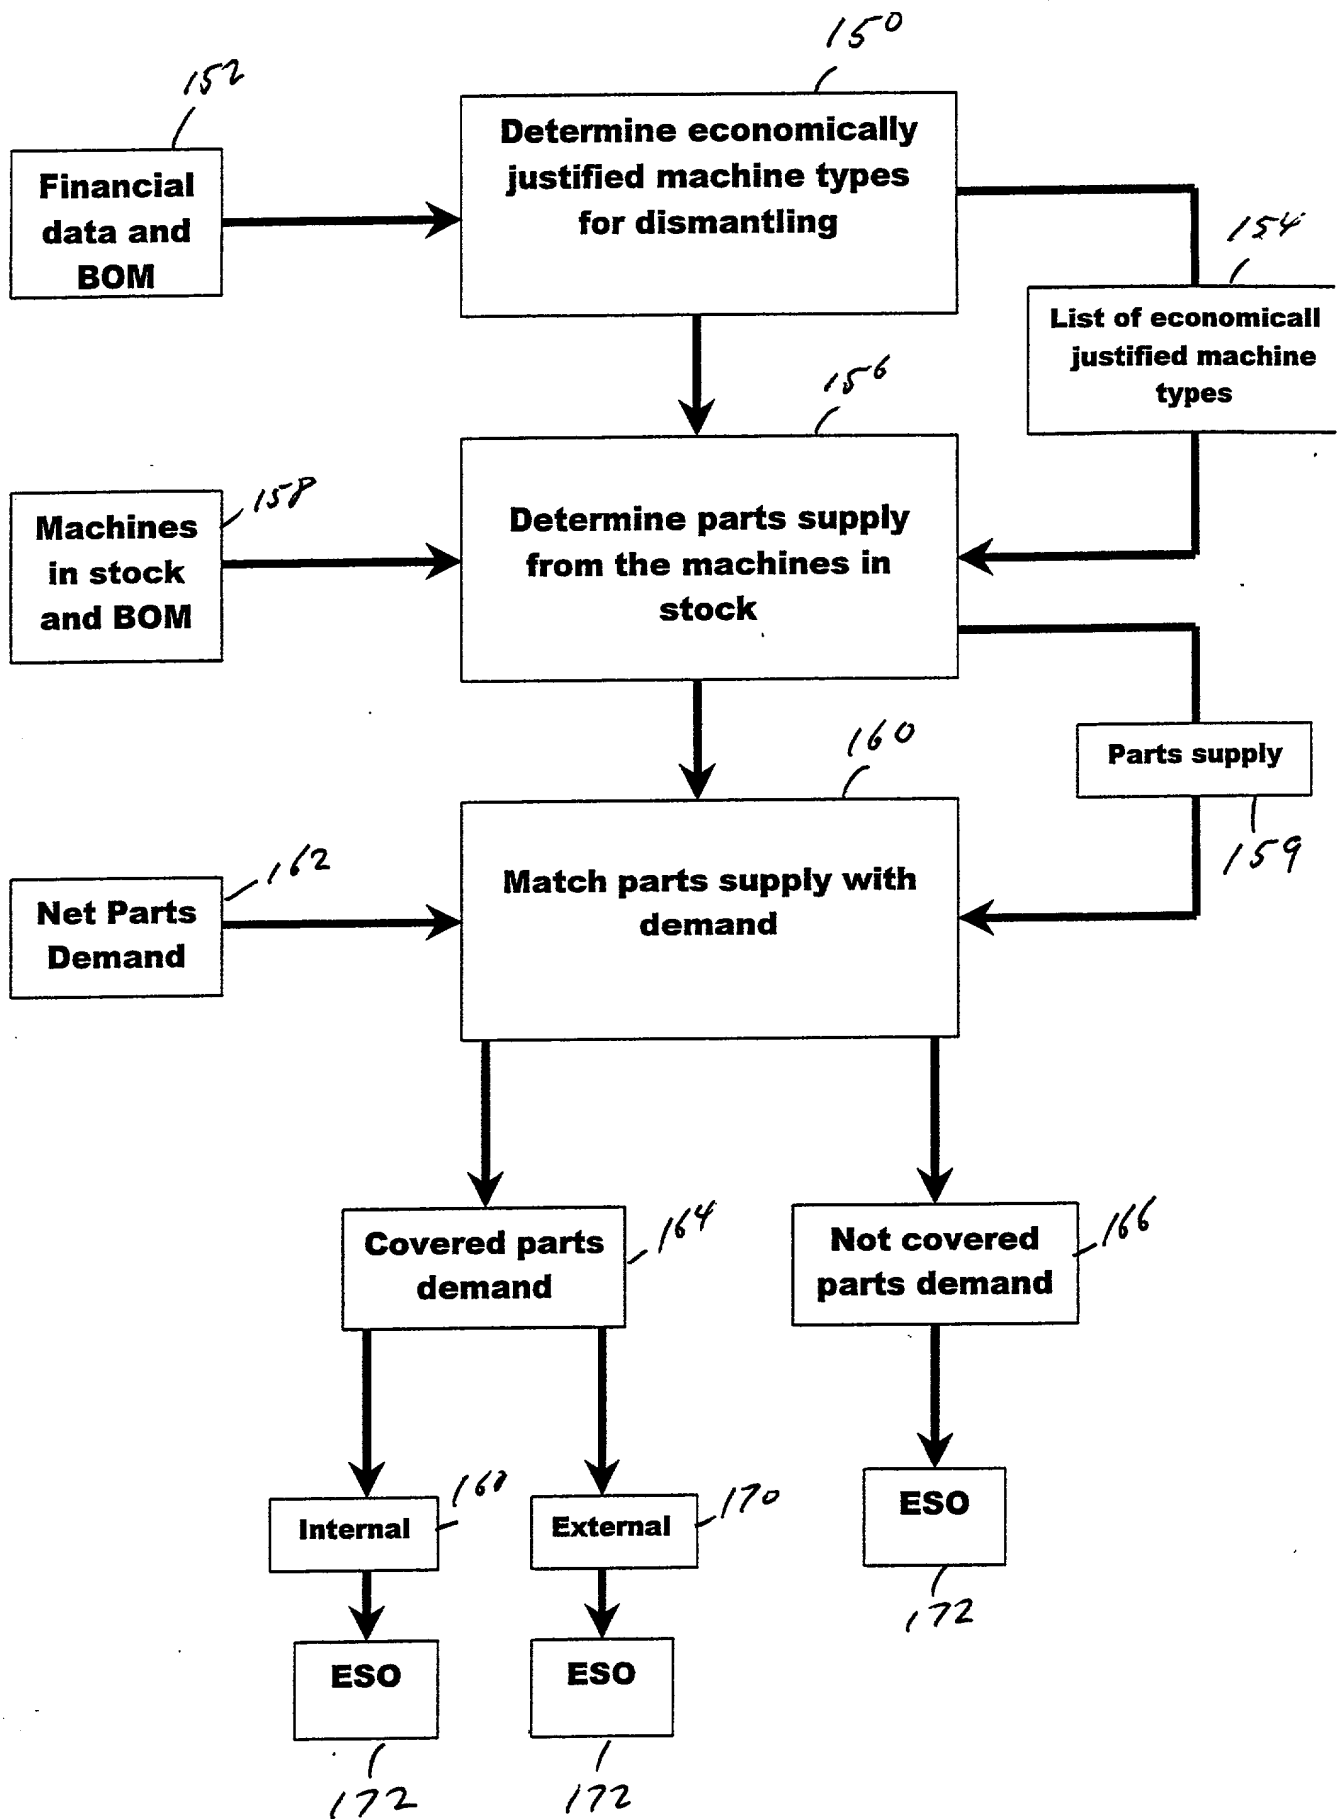 150
152
Determine economically
justified machine types
for dismantling
Financial
data and
BOM
154
List of economicall
justified machine
types
156
158
Machines
in stock
and BOM
Determine parts supply
from the machines in
stock
160
Parts supply
159
162
Net Parts
Demand
Match parts supply with
demand
164
Covered parts
demand
166
Not covered
parts demand
168
Internal
170
External
ESO
172
ESO
172
ESO
172